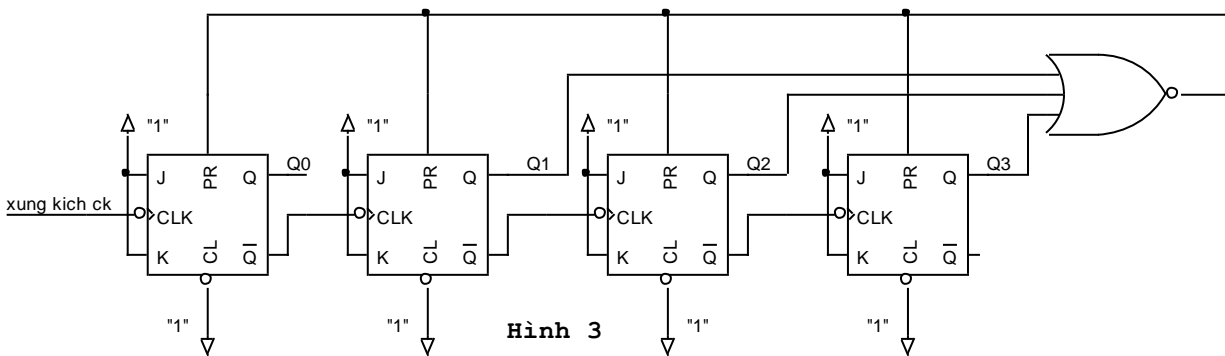 "1" "1" "1" "1"
J PR Q Q0 J PR Q Q1 J PR Q Q2 J PR Q Q3
xung kich ck CLK CLK CLK CLK
K CL Q̅ K CL Q̅ K CL Q̅ K CL Q̅
"1" "1" Hình 3 "1" "1"